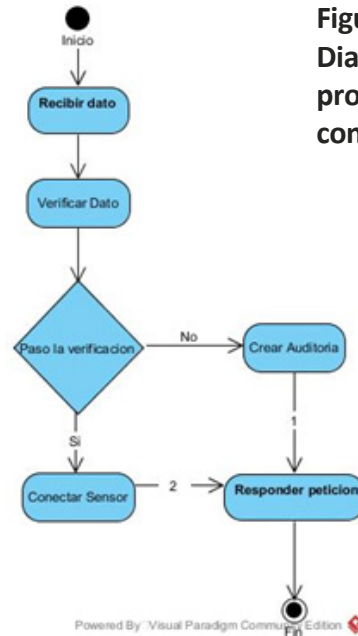 Figu
Dia
pro
con
Inicio
Recibir dato
Verificar Dato
Paso la verificacion
No
Crear Auditoria
Si
1
Conectar Sensor
2
Responder peticion
Fin
Powered By Visual Paradigm Community Edition